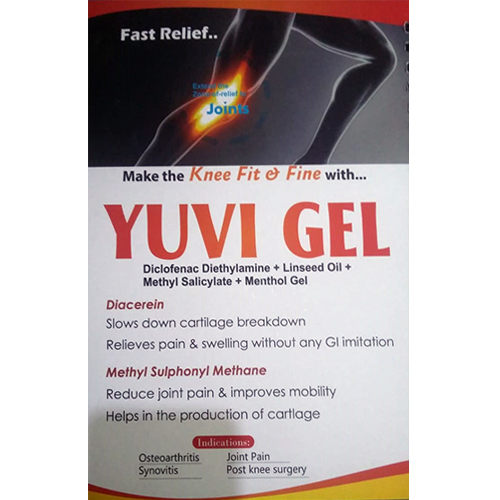 Fast Relief..
Joints
Make the Knee Fit & Fine with...
YUVI GEL
Diclofenac Diethylamine + Linseed Oil +
Methyl Salicylate + Menthol Gel
Diacerein
Slows down cartilage breakdown
Relieves pain & swelling without any GI imitation
Methyl Sulphonyl Methane
Reduce joint pain & improves mobility
Helps in the production of cartlage
Indications:
Osteoarthritis Joint Pain
Synovitis Post knee surgery